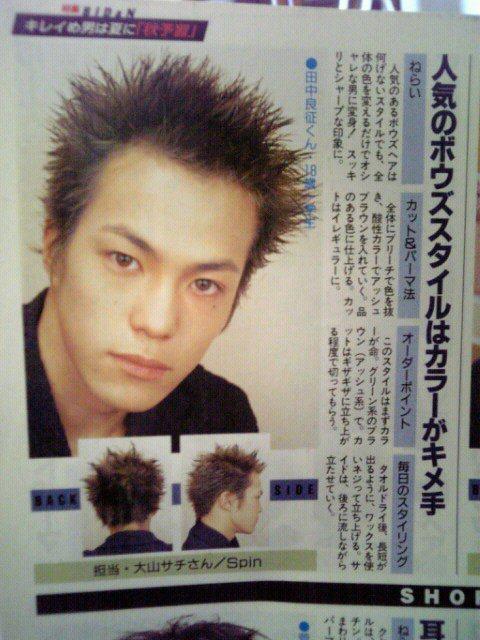 特集 BIDAN
キレイめ男は夏に「秋予報」
人気のボウズスタイルはカラーがキメ手
●田中良征くん・18歳/学生
ねらい
人気のあるボウズヘアは
何げないスタイルでも、全
体の色を変えるだけでオシ
ャレな男に変身！ スッキ
リとシャープな印象に。
カット&パーマ法
全体にブリーチで色を抜
き、酸性カラーでアッシュ
ブラウンを入れていく。品
のある色に仕上げる。カッ
トはイレギュラーに。
オーダーポイント
このスタイルはまずカラ
ーが命。グリーン系のブラ
ウン（アッシュ系）で。カ
ットはギザギザに立ち上が
る程度で切ってもらう。
毎日のスタイリング
タオルドライ後、長短が
出るように、ワックスを使
いネジって立ち上げる。サ
イドは、後ろに流しながら
立たせていく。
BACK
SIDE
担当・大山サチさん／Spin
SHOR